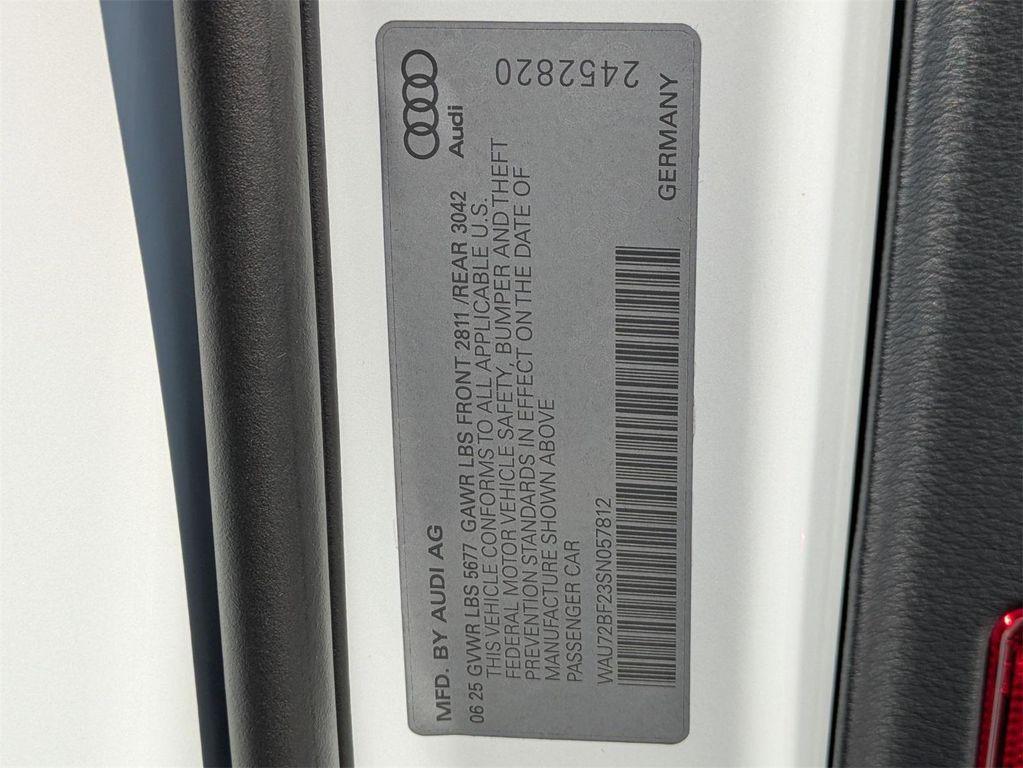 MFD. BY AUDI AG
Audi
06 25 GVWR LBS 5677 GAWR LBS FRONT 2811 /REAR 3042
THIS VEHICLE CONFORMS TO ALL APPLICABLE U.S.
FEDERAL MOTOR VEHICLE SAFETY, BUMPER AND THEFT
PREVENTION STANDARDS IN EFFECT ON THE DATE OF
MANUFACTURE SHOWN ABOVE
PASSENGER CAR
WAU72BF23SN057812
GERMANY
2452820